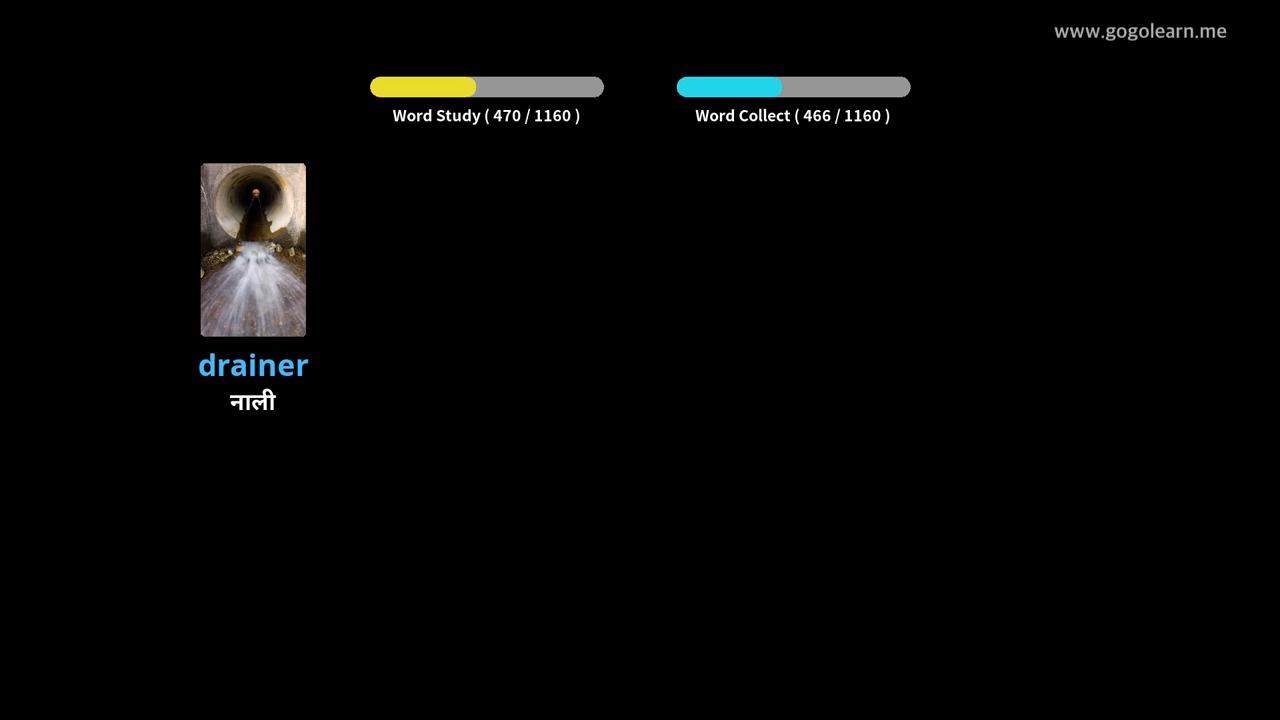 www.gogolearn.me
Word Study ( 470 / 1160 )
Word Collect ( 466 / 1160 )
drainer
नाली